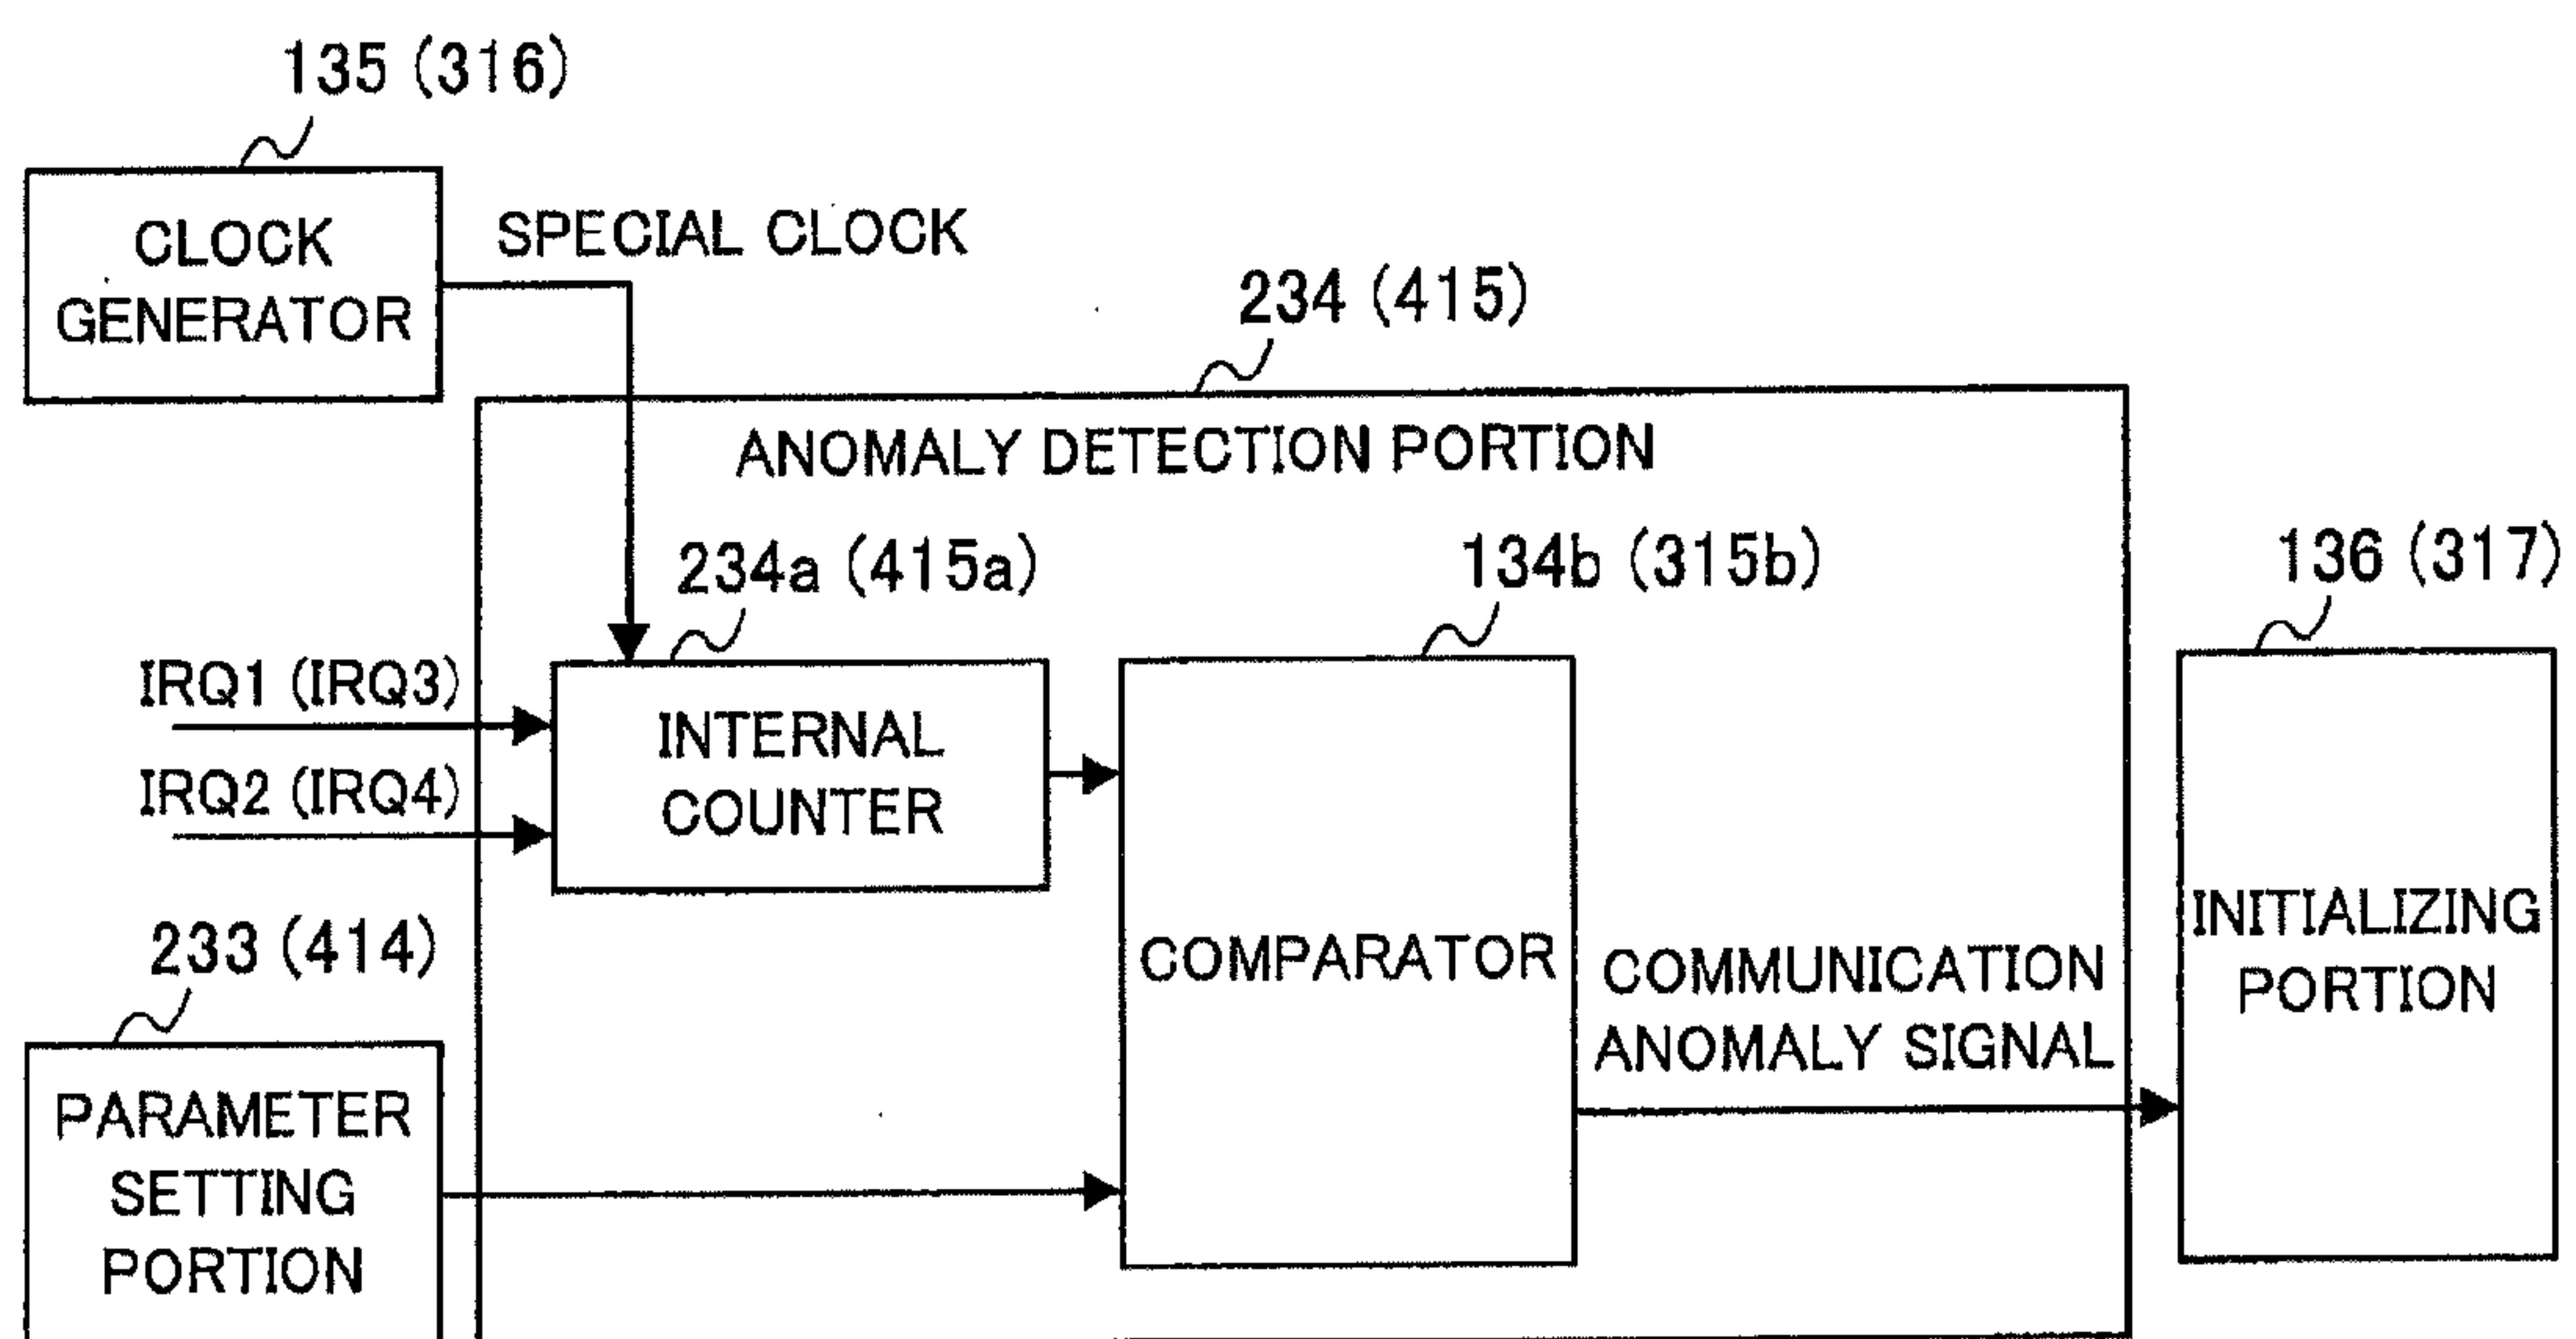 135 (316)
CLOCK
GENERATOR
SPECIAL CLOCK
234 (415)
ANOMALY DETECTION PORTION
234a (415a)
134b (315b)
136 (317)
IRQ1 (IRQ3)
IRQ2 (IRQ4)
INTERNAL
COUNTER
COMPARATOR
COMMUNICATION
ANOMALY SIGNAL
INITIALIZING
PORTION
233 (414)
PARAMETER
SETTING
PORTION